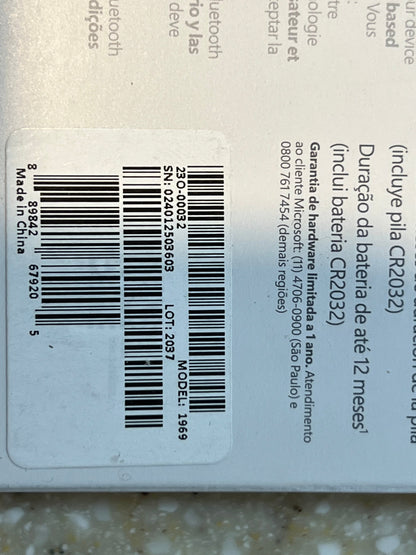 ur device
based
Vous
tre
ologie
:
ateur et
ceptar la
uetooth
rio y las
deve
uetooth
dições
(incluye pila CR2032)
Duração da bateria de até 12 meses¹
(inclui bateria CR2032)
Garantia de hardware limitada a 1 ano. Atendimento
ao cliente Microsoft: (11) 4706-0900 (São Paulo) e
0800 761 7454 (demais regiões)
23O-00032 MODEL: 1969
SN: 024012503603 LOT: 2037
8 89842 67920 5
Made in China